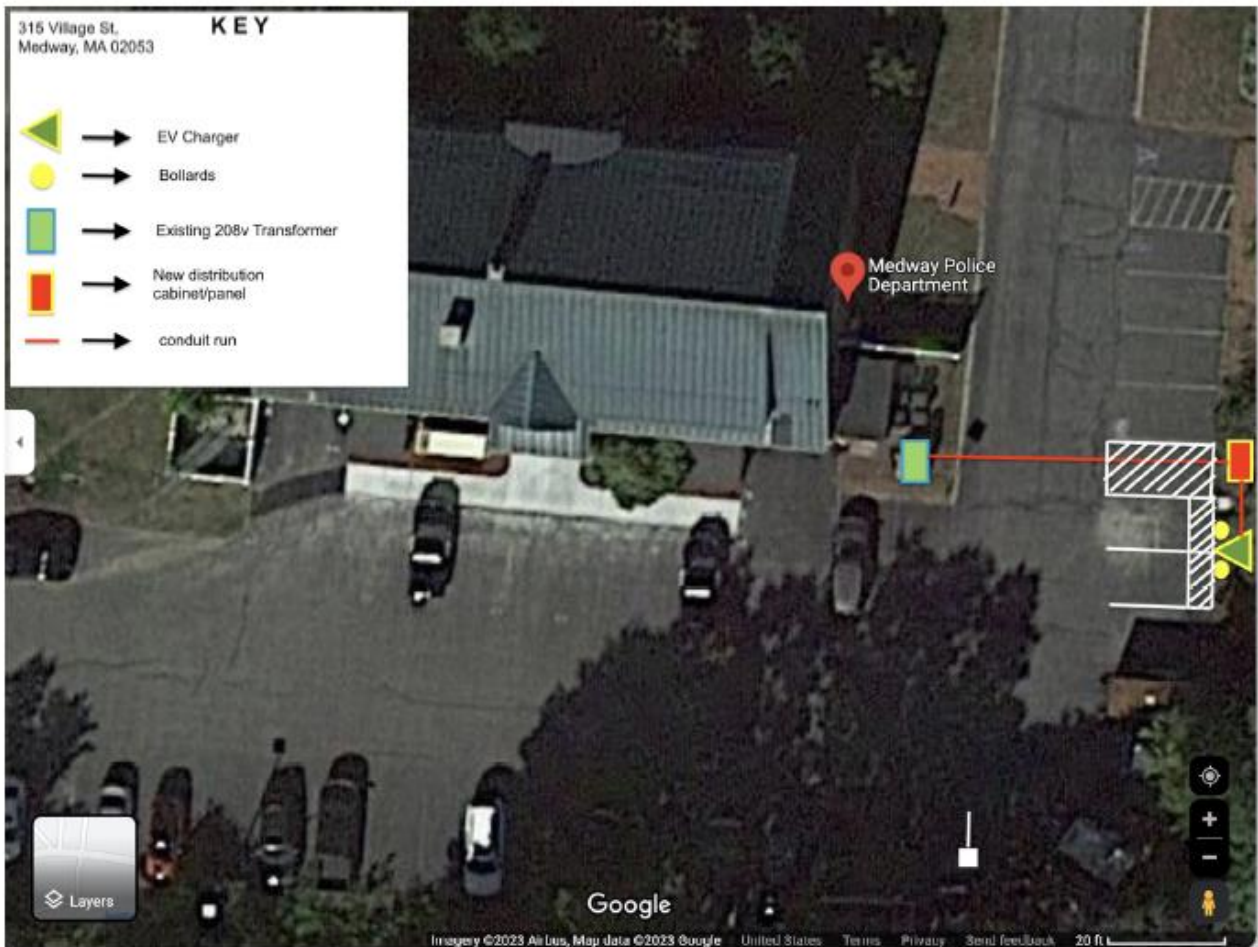 315 Village St,
Medway, MA 02053
KEY
EV Charger
Bollards
Existing 208v Transformer
New distribution
cabinet/panel
conduit run
Medway Police
Department
Layers
Google
Imagery ©2023 Airbus, Map data ©2023 Google United States Terms Privacy Send feedback 20 ft